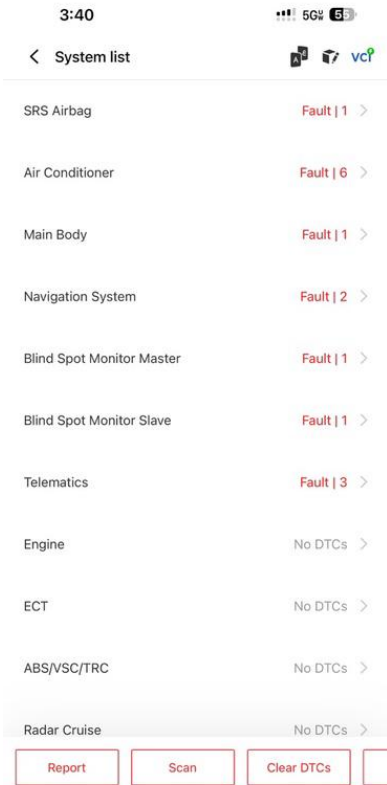 3:40 5G 55
System list VCI
SRS Airbag Fault | 1
Air Conditioner Fault | 6
Main Body Fault | 1
Navigation System Fault | 2
Blind Spot Monitor Master Fault | 1
Blind Spot Monitor Slave Fault | 1
Telematics Fault | 3
Engine No DTCs
ECT No DTCs
ABS/VSC/TRC No DTCs
Radar Cruise No DTCs
Report Scan Clear DTCs